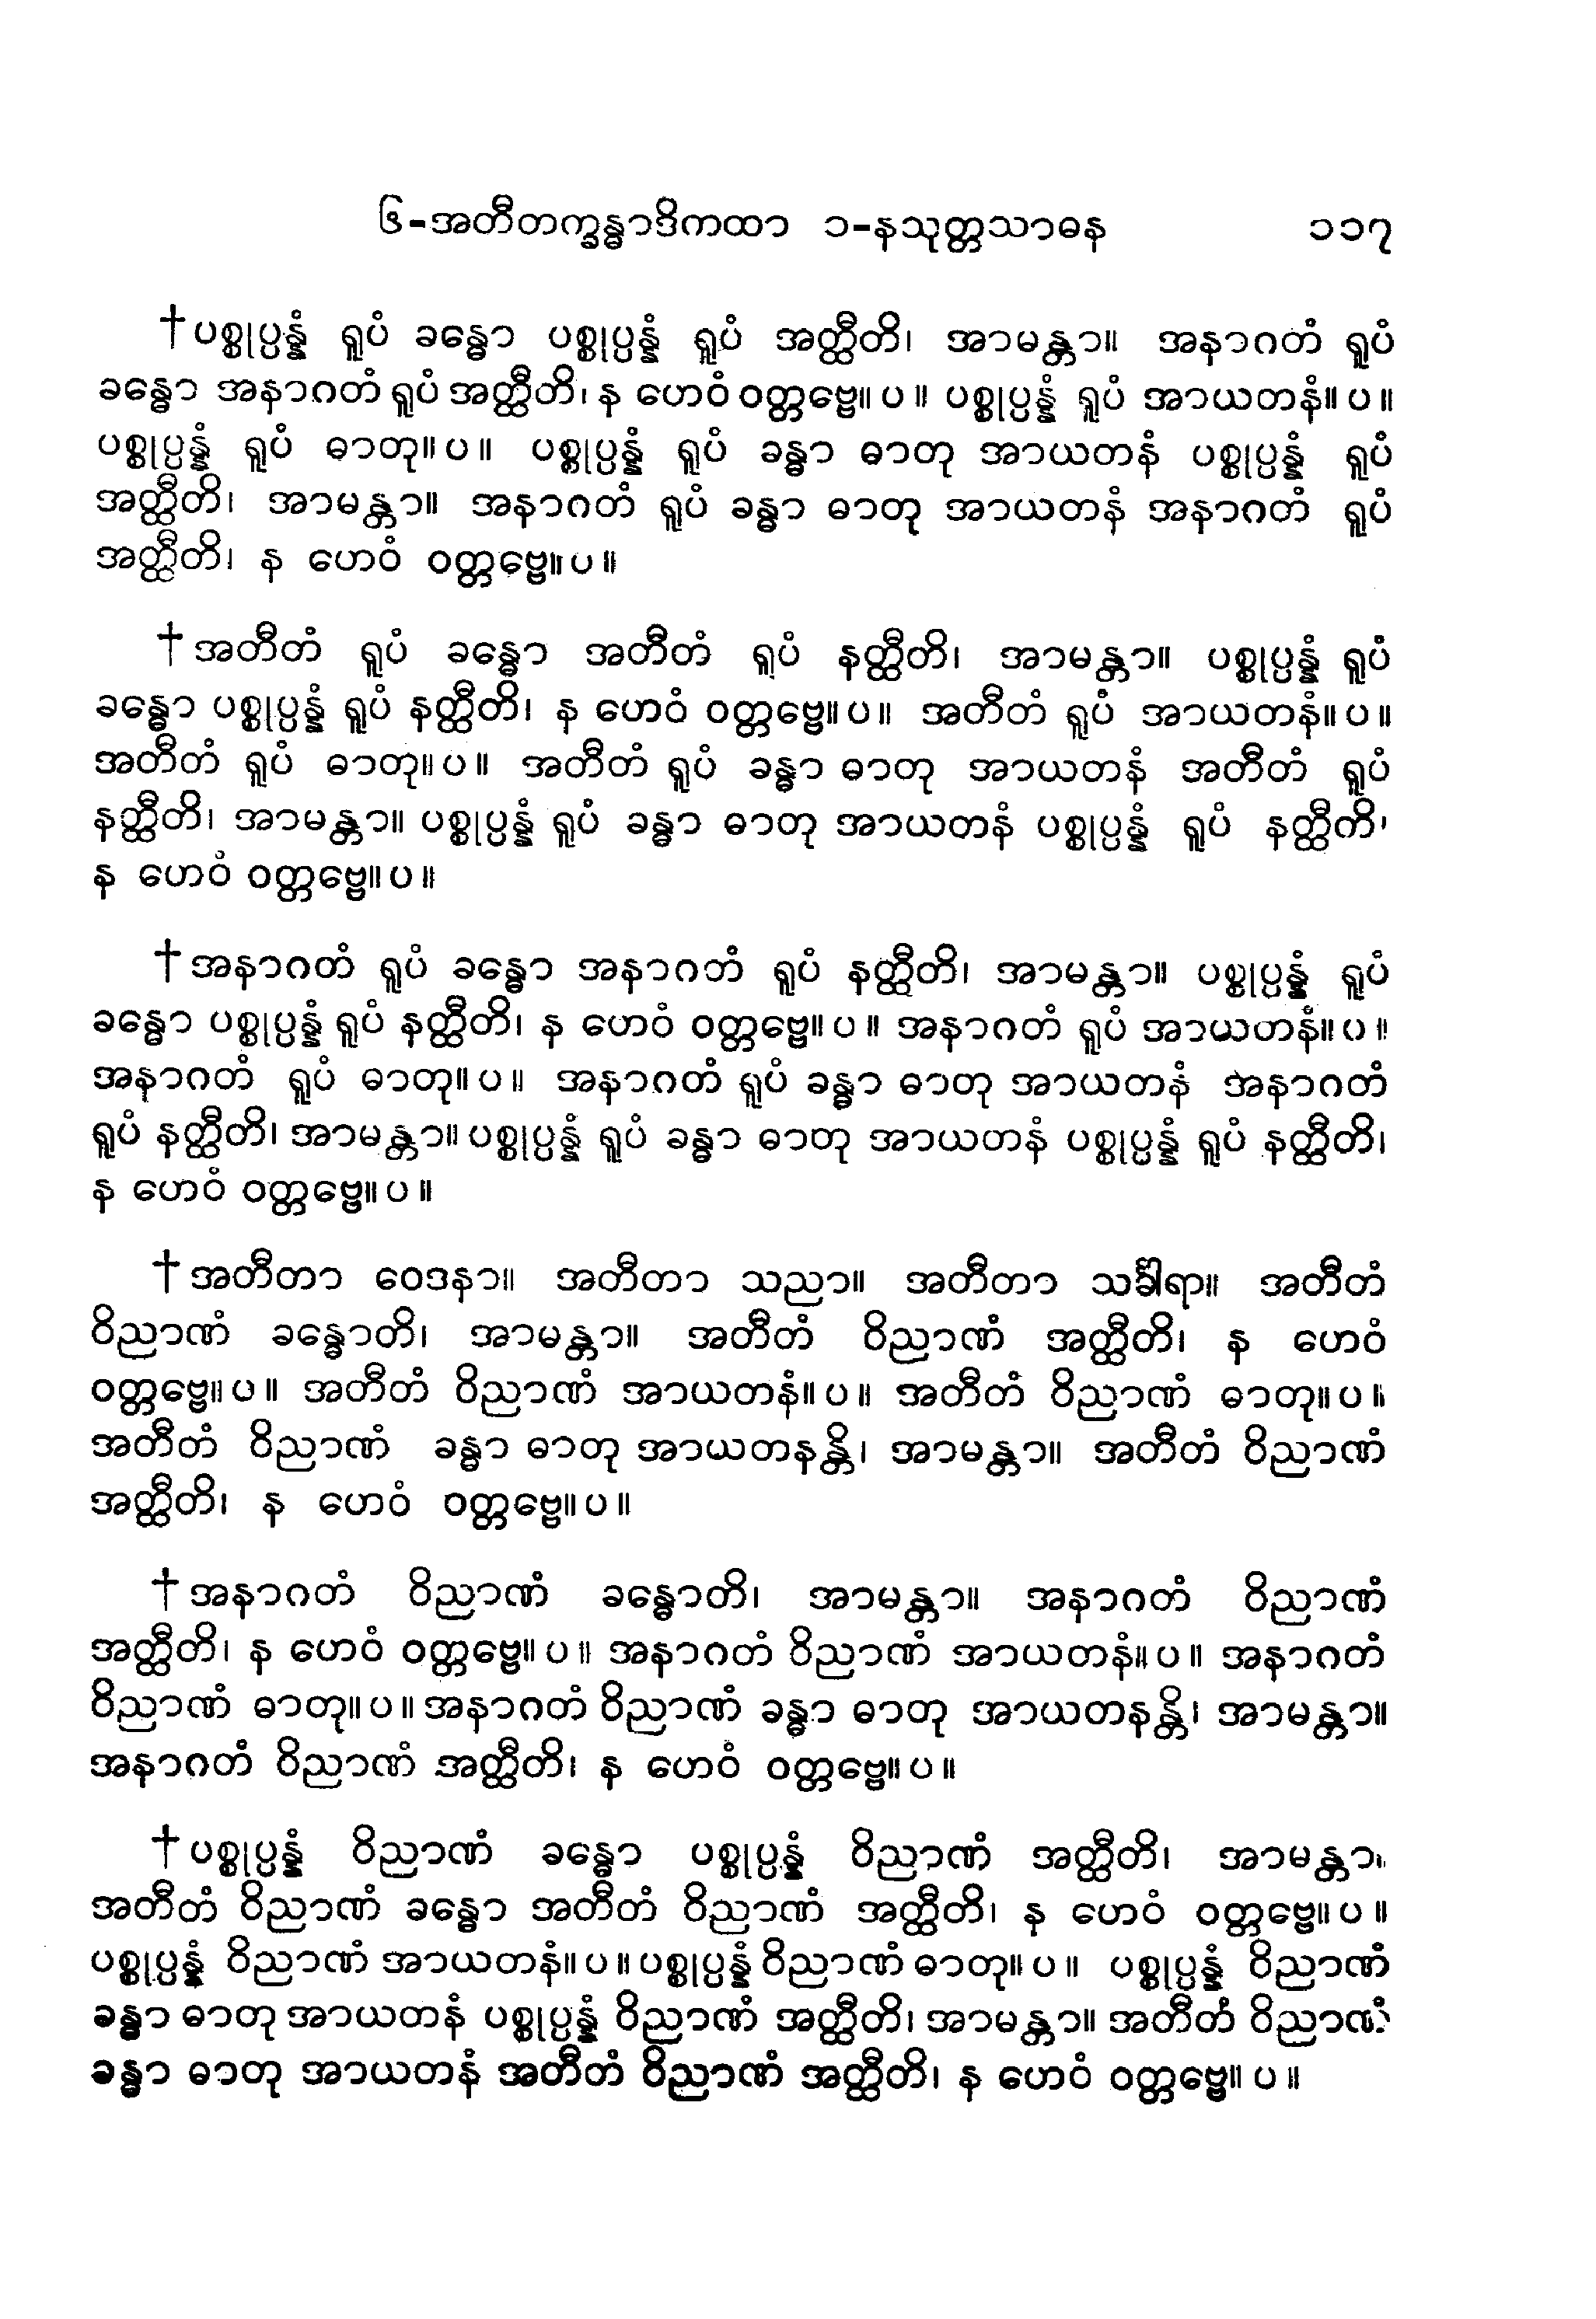 ၆-အတီတက္ခန္ဓာဒိကထာ ၁-နသုတ္တသာဓန ၁၁၇
†ပစ္စုပ္ပန္နံ ရူပံ ခန္ဓော ပစ္စုပ္ပန္နံ ရူပံ အတ္ထီတိ၊ အာမန္တာ။ အနာဂတံ ရူပံ
ခန္ဓော အနာဂတံ ရူပံ အတ္ထီတိ၊ န ဟေဝံ ဝတ္တဗ္ဗေ။ ပ ။ ပစ္စုပ္ပန္နံ ရူပံ အာယတနံ။ ပ ။
ပစ္စုပ္ပန္နံ ရူပံ ဓာတု။ ပ ။ ပစ္စုပ္ပန္နံ ရူပံ ခန္ဓာ ဓာတု အာယတနံ ပစ္စုပ္ပန္နံ ရူပံ
အတ္ထီတိ၊ အာမန္တာ။ အနာဂတံ ရူပံ ခန္ဓာ ဓာတု အာယတနံ အနာဂတံ ရူပံ
အတ္ထီတိ၊ န ဟေဝံ ဝတ္တဗ္ဗေ။ ပ ။
†အတီတံ ရူပံ ခန္ဓော အတီတံ ရူပံ နတ္ထီတိ၊ အာမန္တာ။ ပစ္စုပ္ပန္နံ ရူပံ
ခန္ဓော ပစ္စုပ္ပန္နံ ရူပံ နတ္ထီတိ၊ န ဟေဝံ ဝတ္တဗ္ဗေ။ ပ ။ အတီတံ ရူပံ အာယတနံ။ ပ ။
အတီတံ ရူပံ ဓာတု။ ပ ။ အတီတံ ရူပံ ခန္ဓာ ဓာတု အာယတနံ အတီတံ ရူပံ
နတ္ထီတိ၊ အာမန္တာ။ ပစ္စုပ္ပန္နံ ရူပံ ခန္ဓာ ဓာတု အာယတနံ ပစ္စုပ္ပန္နံ ရူပံ နတ္ထီတိ၊
န ဟေဝံ ဝတ္တဗ္ဗေ။ ပ ။
†အနာဂတံ ရူပံ ခန္ဓော အနာဂတံ ရူပံ နတ္ထီတိ၊ အာမန္တာ။ ပစ္စုပ္ပန္နံ ရူပံ
ခန္ဓော ပစ္စုပ္ပန္နံ ရူပံ နတ္ထီတိ၊ န ဟေဝံ ဝတ္တဗ္ဗေ။ ပ ။ အနာဂတံ ရူပံ အာယတနံ။ ပ ။
အနာဂတံ ရူပံ ဓာတု။ ပ ။ အနာဂတံ ရူပံ ခန္ဓာ ဓာတု အာယတနံ အနာဂတံ
ရူပံ နတ္ထီတိ၊ အာမန္တာ။ ပစ္စုပ္ပန္နံ ရူပံ ခန္ဓာ ဓာတု အာယတနံ ပစ္စုပ္ပန္နံ ရူပံ နတ္ထီတိ၊
န ဟေဝံ ဝတ္တဗ္ဗေ။ ပ ။
†အတီတာ ဝေဒနာ။ အတီတာ သညာ။ အတီတာ သင်္ခါရာ။ အတီတံ
ဝိညာဏံ ခန္ဓောတိ၊ အာမန္တာ။ အတီတံ ဝိညာဏံ အတ္ထီတိ၊ န ဟေဝံ
ဝတ္တဗ္ဗေ။ ပ ။ အတီတံ ဝိညာဏံ အာယတနံ။ ပ ။ အတီတံ ဝိညာဏံ ဓာတု။ ပ ။
အတီတံ ဝိညာဏံ ခန္ဓာ ဓာတု အာယတနန္တိ၊ အာမန္တာ။ အတီတံ ဝိညာဏံ
အတ္ထီတိ၊ န ဟေဝံ ဝတ္တဗ္ဗေ။ ပ ။
†အနာဂတံ ဝိညာဏံ ခန္ဓောတိ၊ အာမန္တာ။ အနာဂတံ ဝိညာဏံ
အတ္ထီတိ၊ န ဟေဝံ ဝတ္တဗ္ဗေ။ ပ ။ အနာဂတံ ဝိညာဏံ အာယတနံ။ ပ ။ အနာဂတံ
ဝိညာဏံ ဓာတု။ ပ ။ အနာဂတံ ဝိညာဏံ ခန္ဓာ ဓာတု အာယတနန္တိ၊ အာမန္တာ။
အနာဂတံ ဝိညာဏံ အတ္ထီတိ၊ န ဟေဝံ ဝတ္တဗ္ဗေ။ ပ ။
†ပစ္စုပ္ပန္နံ ဝိညာဏံ ခန္ဓော ပစ္စုပ္ပန္နံ ဝိညာဏံ အတ္ထီတိ၊ အာမန္တာ။
အတီတံ ဝိညာဏံ ခန္ဓော အတီတံ ဝိညာဏံ အတ္ထီတိ၊ န ဟေဝံ ဝတ္တဗ္ဗေ။ ပ ။
ပစ္စုပ္ပန္နံ ဝိညာဏံ အာယတနံ။ ပ ။ ပစ္စုပ္ပန္နံ ဝိညာဏံ ဓာတု။ ပ ။ ပစ္စုပ္ပန္နံ ဝိညာဏံ
ခန္ဓာ ဓာတု အာယတနံ ပစ္စုပ္ပန္နံ ဝိညာဏံ အတ္ထီတိ၊ အာမန္တာ။ အတီတံ ဝိညာဏံ
ခန္ဓာ ဓာတု အာယတနံ အတီတံ ဝိညာဏံ အတ္ထီတိ၊ န ဟေဝံ ဝတ္တဗ္ဗေ။ ပ ။